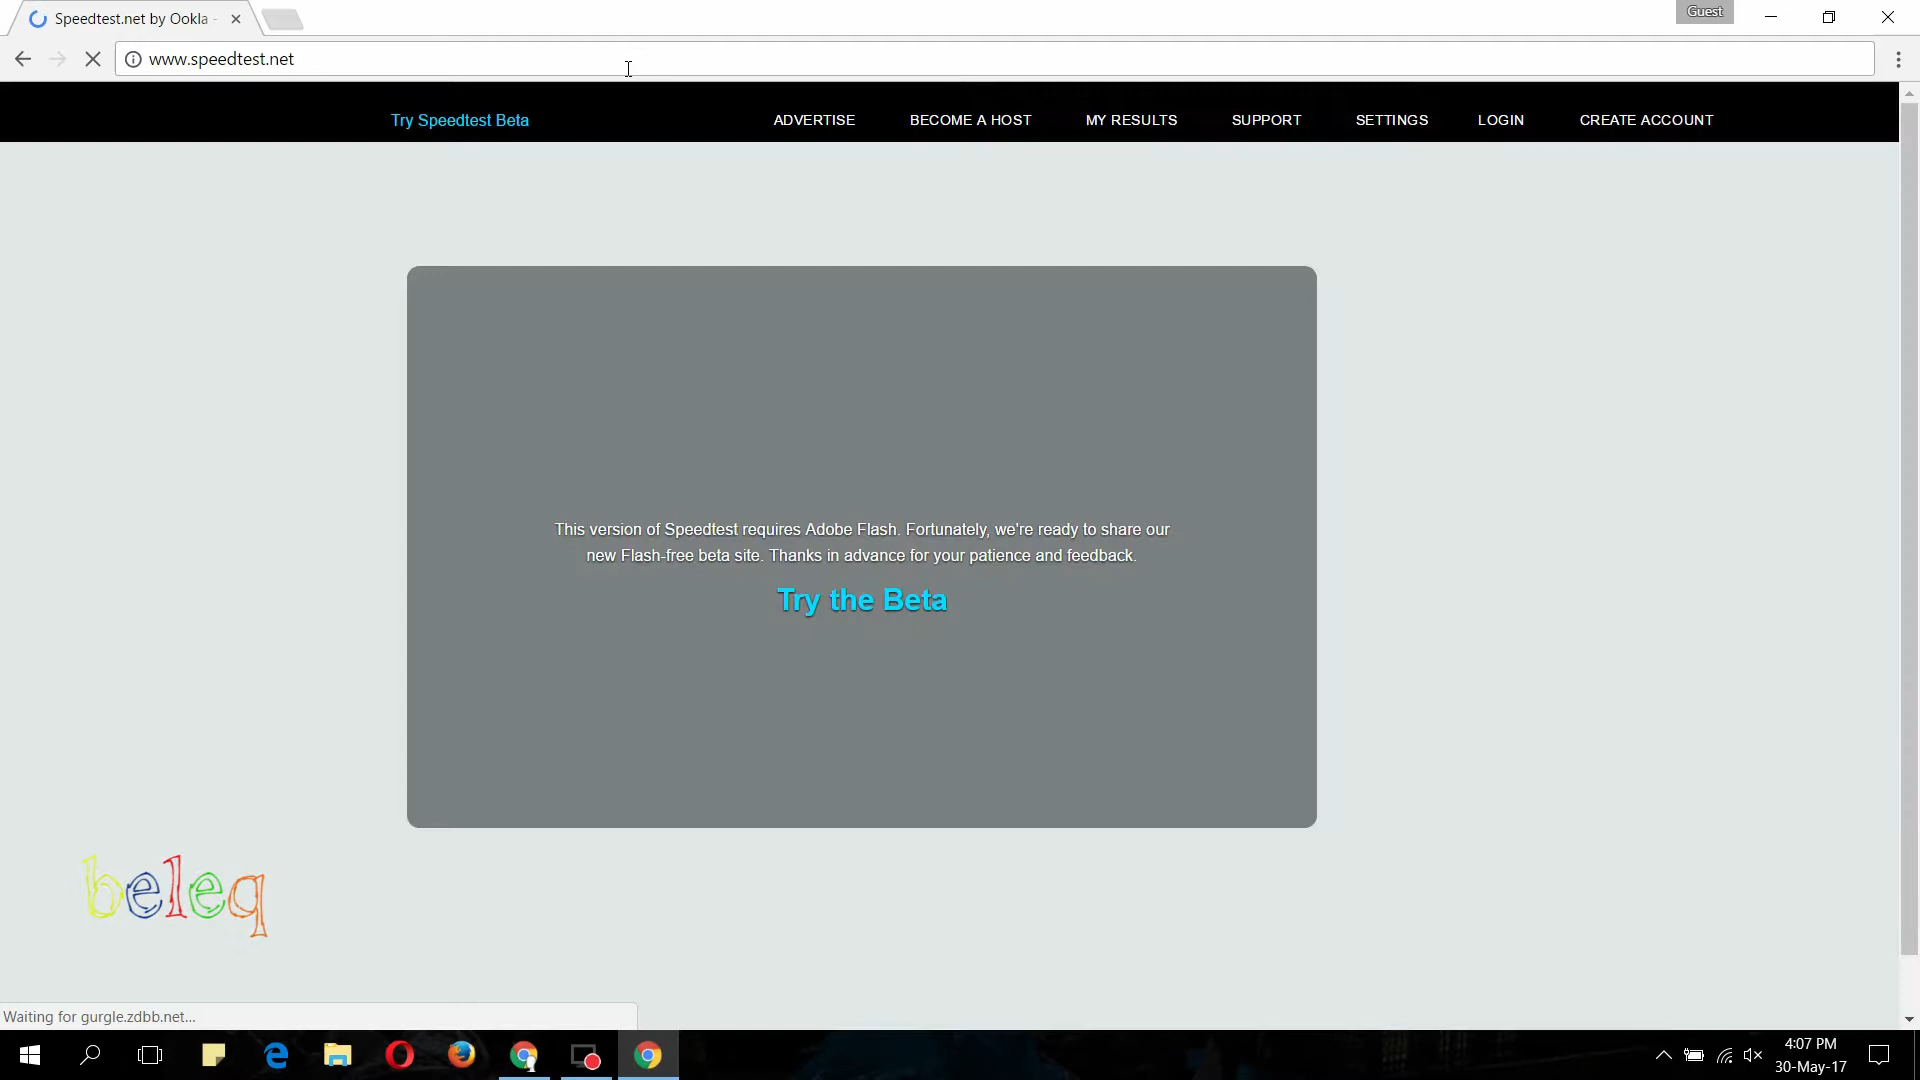 Speedtest.net by Ookla -
Guest
www.speedtest.net
Try Speedtest Beta
ADVERTISE
BECOME A HOST
MY RESULTS
SUPPORT
SETTINGS
LOGIN
CREATE ACCOUNT
This version of Speedtest requires Adobe Flash. Fortunately, we're ready to share our
new Flash-free beta site. Thanks in advance for your patience and feedback.
Try the Beta
beleq
Waiting for gurgle.zdbb.net...
4:07 PM
30-May-17